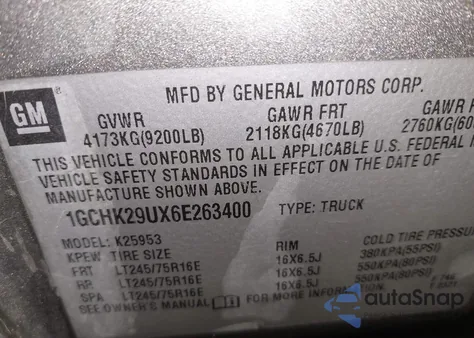 MFD BY GENERAL MOTORS CORP.
GM
GVWR GAWR FRT GAWR
4173KG(9200LB) 2118KG(4670LB) 2760KG(60
THIS VEHICLE CONFORMS TO ALL APPLICABLE U.S. FEDERAL
VEHICLE SAFETY STANDARDS IN EFFECT ON THE DATE OF
MANUFACTURE SHOWN ABOVE.
1GCHK29UX6E263400 TYPE: TRUCK
MODEL: K25953
KPEW TIRE SIZE RIM COLD TIRE PRESSU
FRT LT245/75R16E 16X6.5J 380KPA(55PSI)
RR LT245/75R16E 16X6.5J 550KPA(80PSI)
SPA LT245/75R16E 16X6.5J 550KPA(80PSI)
SEE OWNER'S MANUAL FOR MORE INFORMATION.
autoSnap